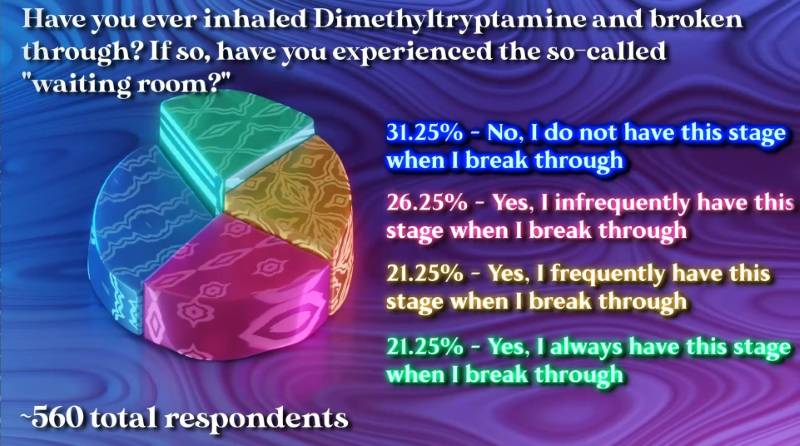 Have you ever inhaled Dimethyltryptamine and broken
through? If so, have you experienced the so-called
"waiting room?"
31.25% - No, I do not have this stage
when I break through
26.25% - Yes, I infrequently have this
stage when I break through
21.25% - Yes, I frequently have this
stage when I break through
21.25% - Yes, I always have this stage
when I break through
~560 total respondents